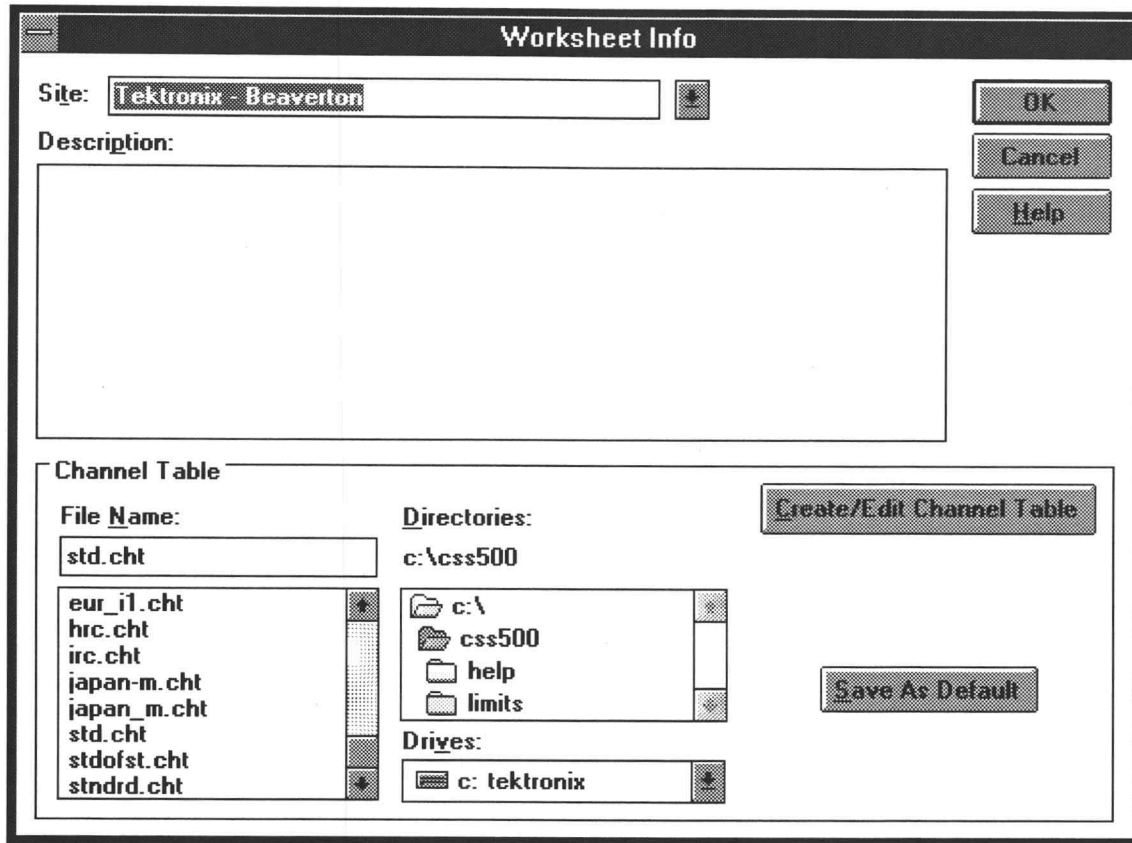 Worksheet Info
Site: Tektronix - Beaverton
OK
Description:
Cancel
Help
Channel Table
File Name:
Directories:
Create/Edit Channel Table
std.cht
c:\css500
eur_i1.cht
hrc.cht
irc.cht
japan-m.cht
japan_m.cht
std.cht
stdofst.cht
stndrd.cht
c:\
css500
help
limits
Save As Default
Drives:
c: tektronix